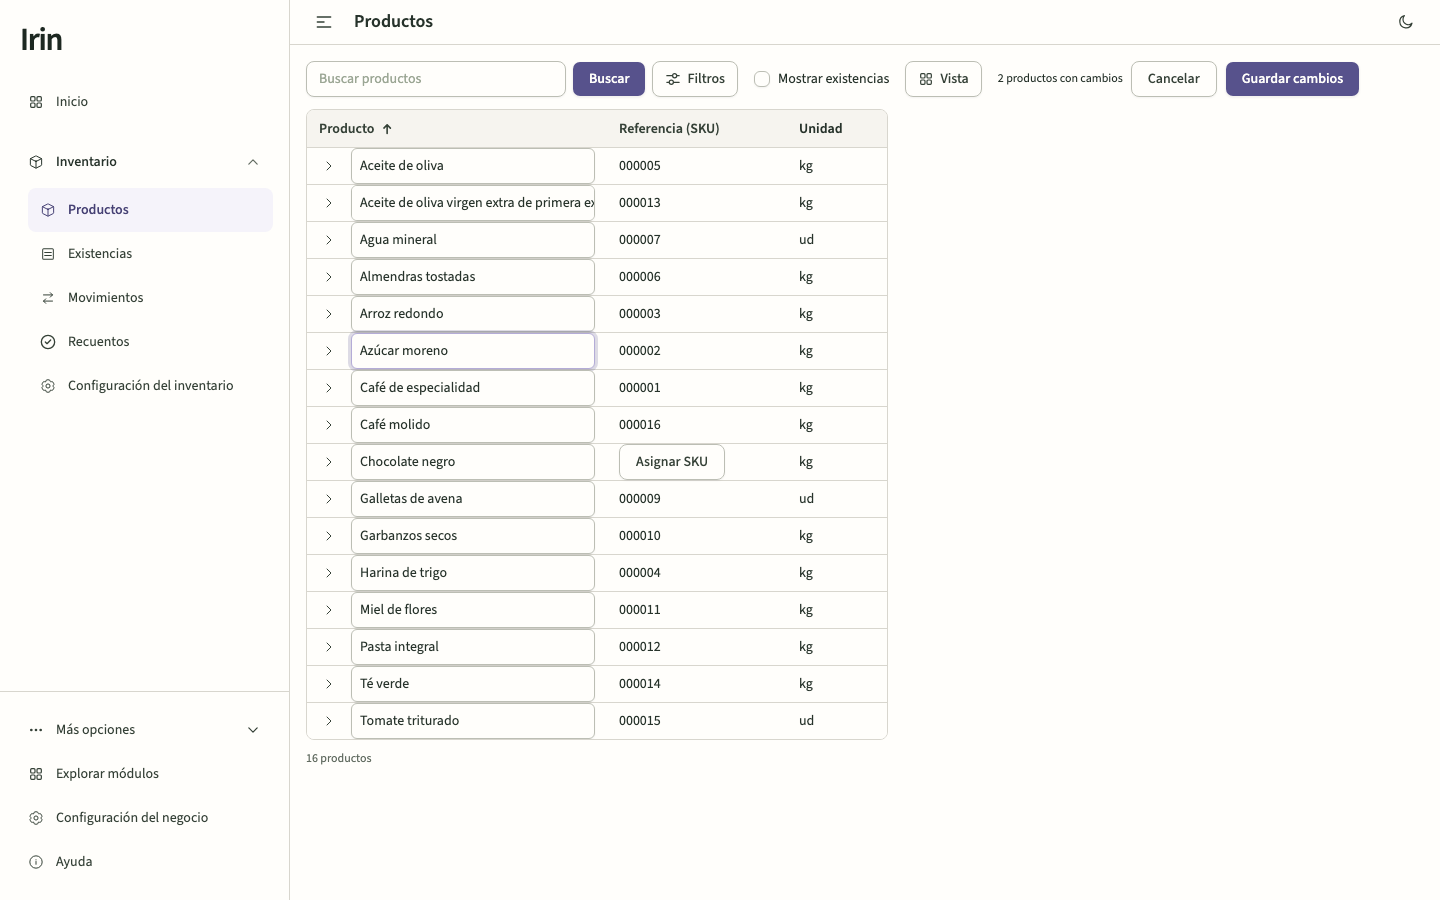 Irin
Productos
Inicio
Inventario
Productos
Existencias
Movimientos
Recuentos
Configuración del inventario
Más opciones
Explorar módulos
Configuración del negocio
Ayuda
Buscar productos
Buscar
Filtros
Mostrar existencias
Vista
2 productos con cambios
Cancelar
Guardar cambios
Producto Referencia (SKU) Unidad
Aceite de oliva 000005 kg
Aceite de oliva virgen extra de primera ex 000013 kg
Agua mineral 000007 ud
Almendras tostadas 000006 kg
Arroz redondo 000003 kg
Azúcar moreno 000002 kg
Café de especialidad 000001 kg
Café molido 000016 kg
Chocolate negro Asignar SKU kg
Galletas de avena 000009 ud
Garbanzos secos 000010 kg
Harina de trigo 000004 kg
Miel de flores 000011 kg
Pasta integral 000012 kg
Té verde 000014 kg
Tomate triturado 000015 ud
16 productos